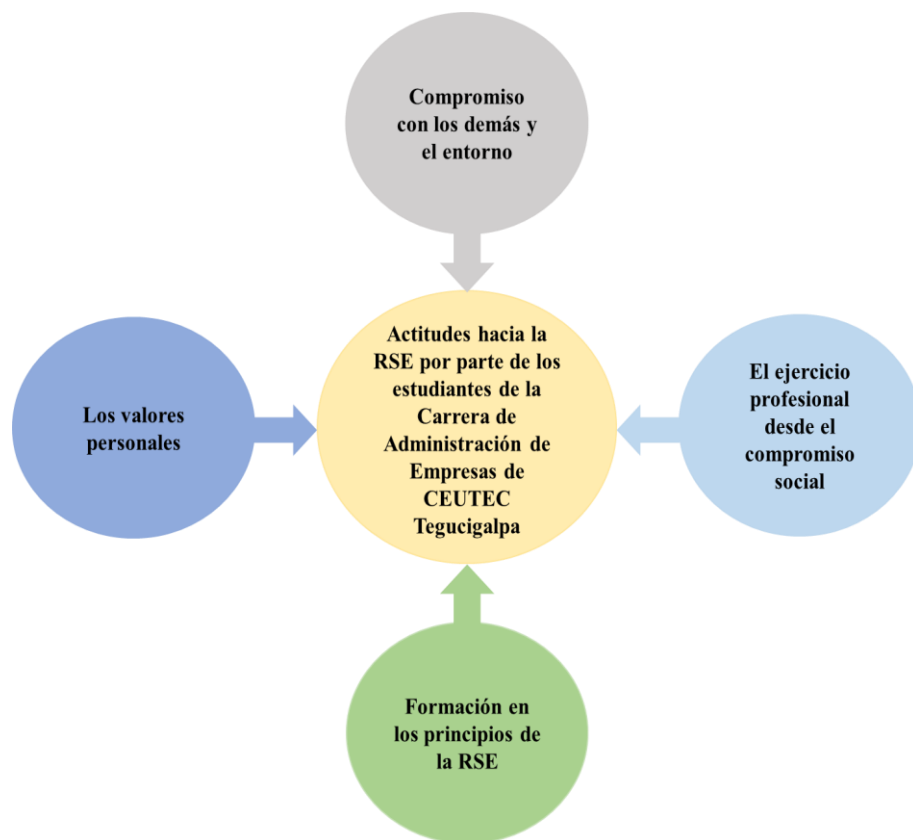 Compromiso
con los demás y
el entorno
Los valores
personales
Actitudes hacia la
RSE por parte de los
estudiantes de la
Carrera de
Administración de
Empresas de
CEUTEC
Tegucigalpa
El ejercicio
profesional
desde el
compromiso
social
Formación en
los principios de
la RSE